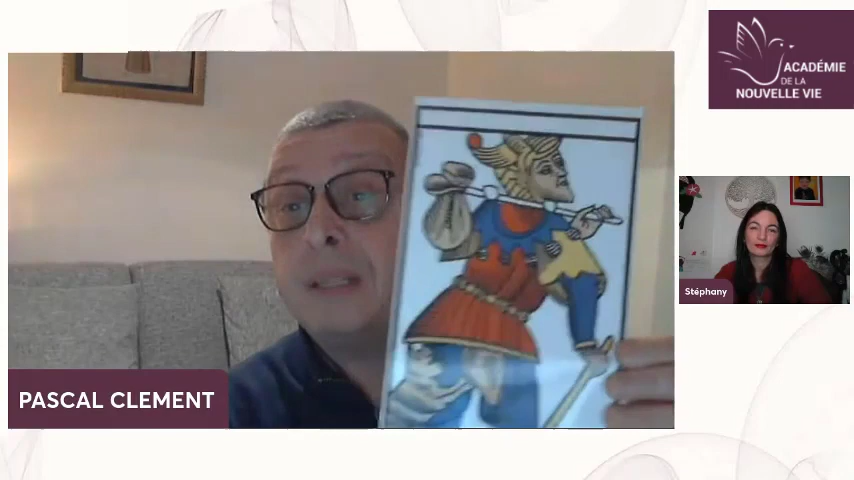 ACADÉMIE
DE LA
NOUVELLE VIE
Stéphany
PASCAL CLEMENT